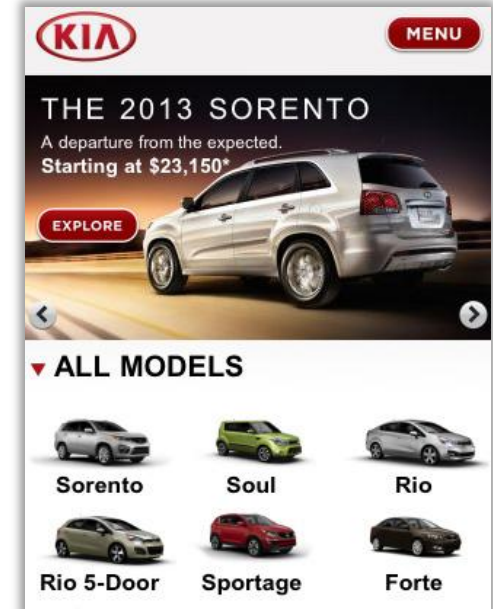 KIA
MENU
THE 2013 SORENTO
A departure from the expected.
Starting at $23,150*
EXPLORE
ALL MODELS
Sorento Soul Rio
Rio 5-Door Sportage Forte